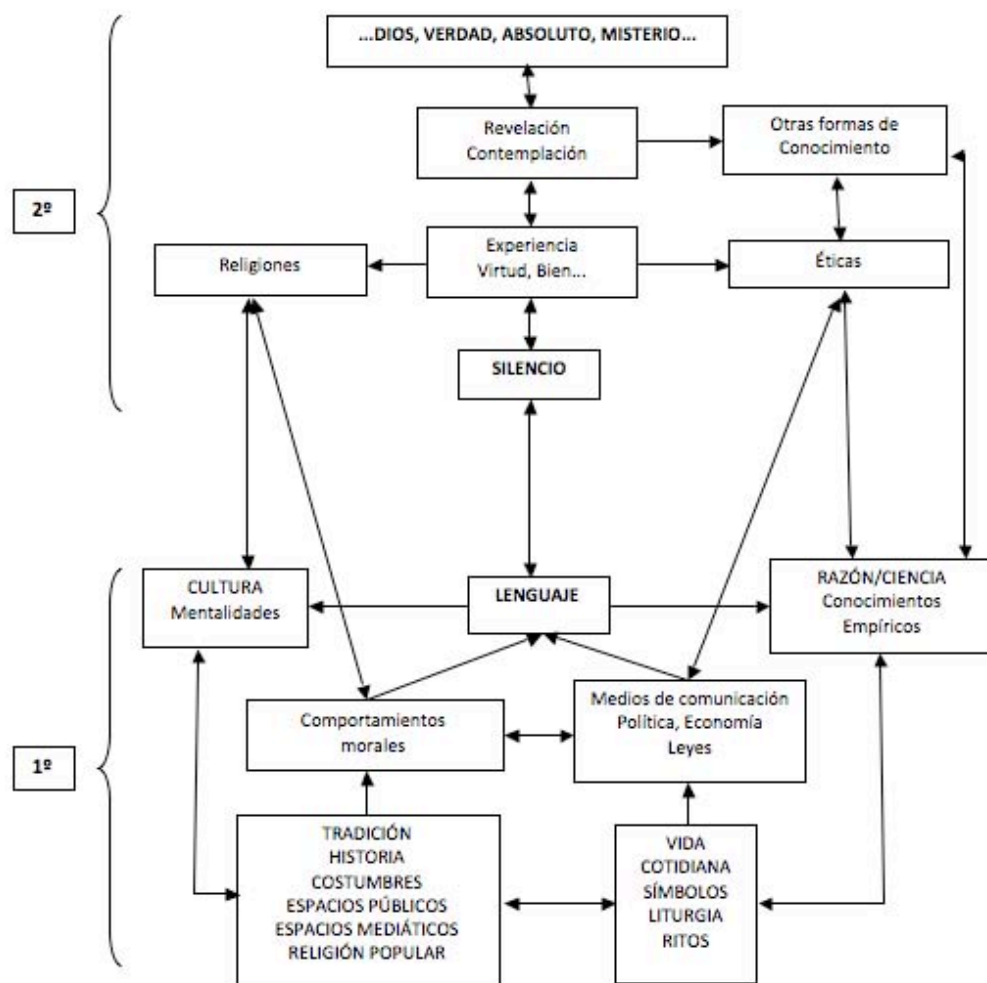 ...DIOS, VERDAD, ABSOLUTO, MISTERIO...
Revelación
Contemplación
Otras formas de
Conocimiento
2º
Religiones
Experiencia
Virtud, Bien...
Éticas
SILENCIO
CULTURA
Mentalidades
LENGUAJE
RAZÓN/CIENCIA
Conocimientos
Empíricos
Comportamientos
morales
Medios de comunicación
Política, Economía
Leyes
1º
TRADICIÓN
HISTORIA
COSTUMBRES
ESPACIOS PÚBLICOS
ESPACIOS MEDIÁTICOS
RELIGIÓN POPULAR
VIDA
COTIDIANA
SÍMBOLOS
LITURGIA
RITOS